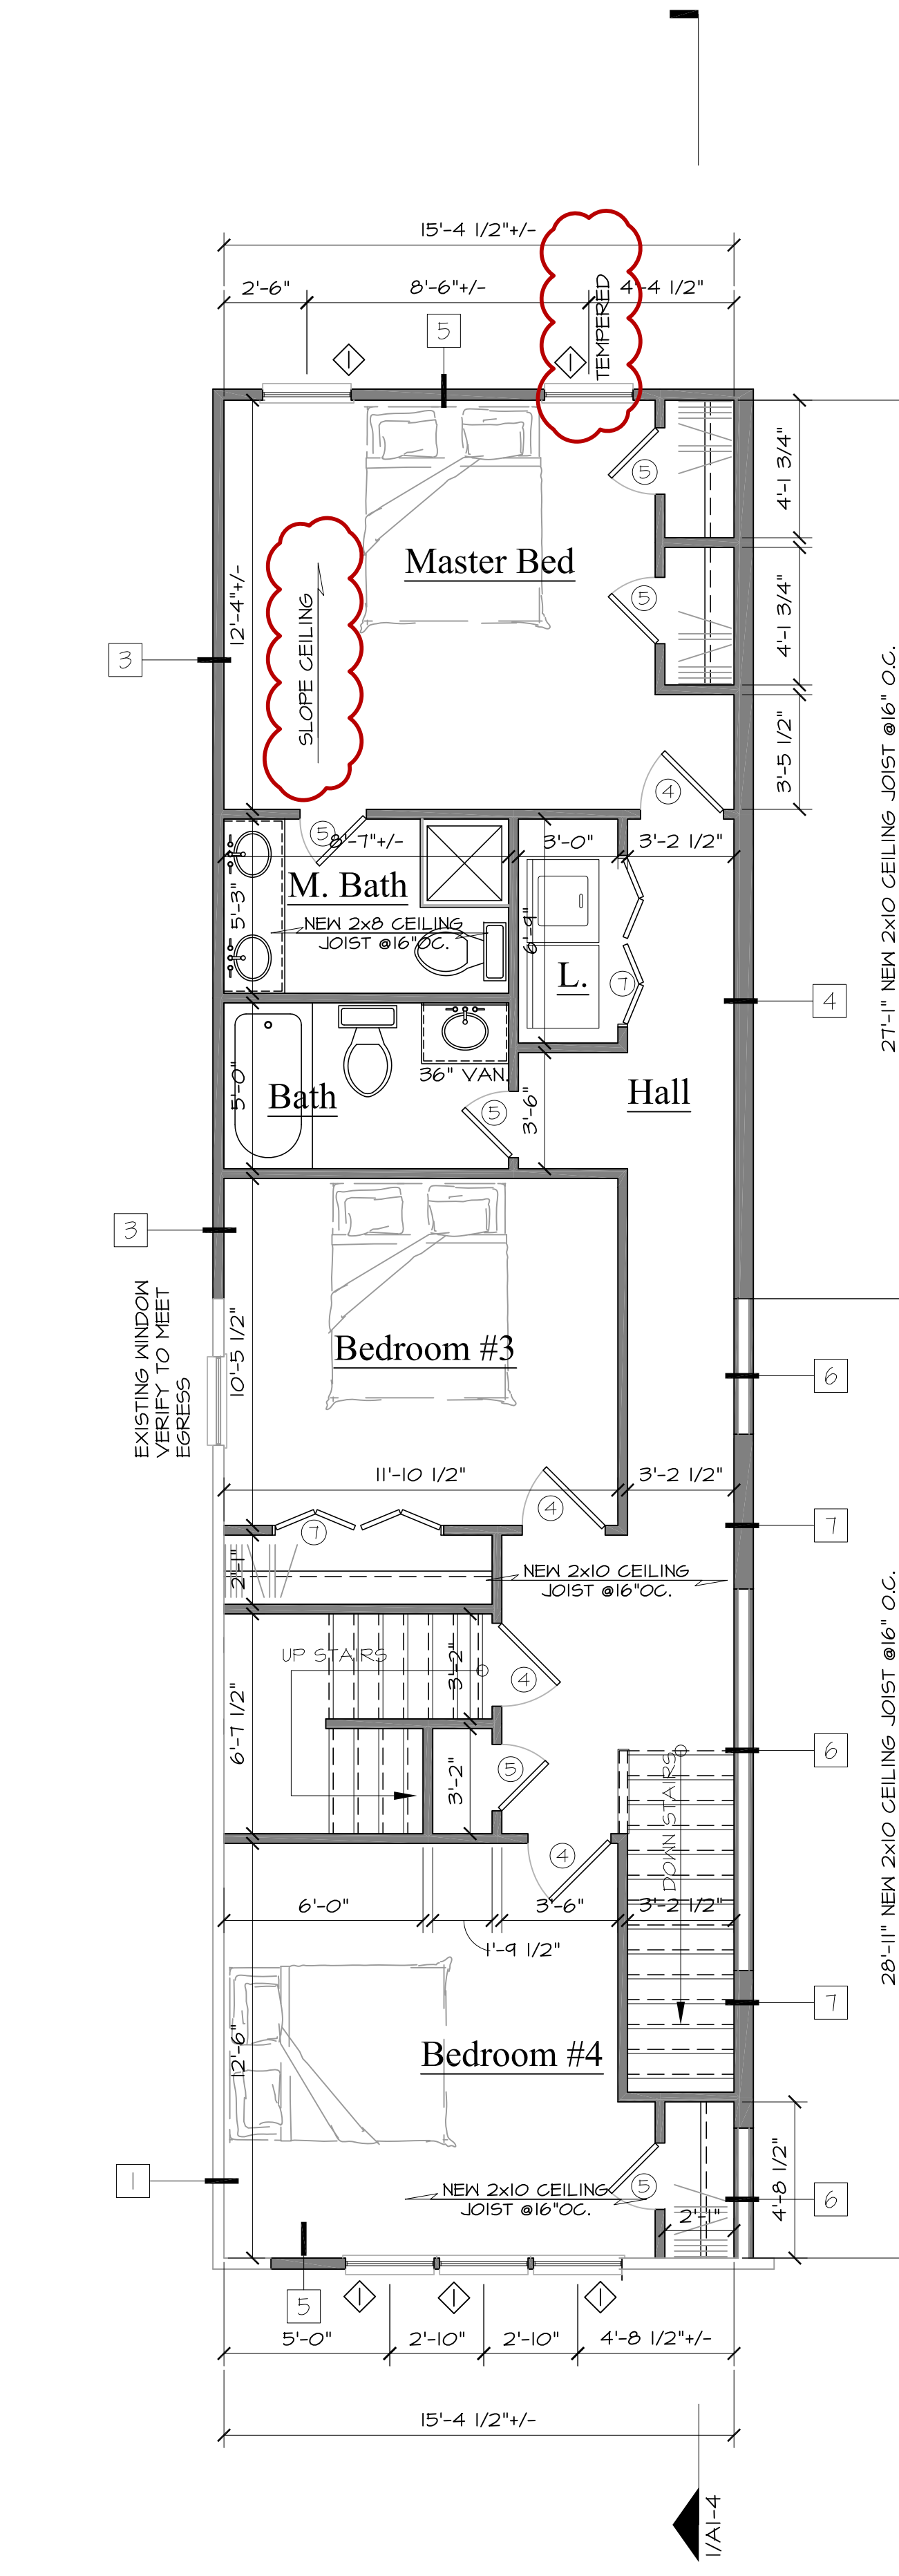 15'-4 1/2"+/-
2'-6"
8'-6"+/-
4'-4 1/2"
TEMPERED
5
1
1
5
4'-1 3/4"
Master Bed
12'-4"+/-
SLOPE CEILING
5
4'-1 3/4"
3
3'-5 1/2"
4
27'-1" NEW 2x10 CEILING JOIST @16" O.C.
5
8'-7"+/-
3'-0"
3'-2 1/2"
M. Bath
5'-3"
NEW 2x8 CEILING
JOIST @16"OC.
6'-9"
L.
7
4
36" VAN.
5'-0"
Bath
5
3'-6"
Hall
3
EXISTING WINDOW
VERIFY TO MEET
EGRESS
10'-5 1/2"
Bedroom #3
6
11'-10 1/2"
3'-2 1/2"
4
7
7
2'-1"
NEW 2x10 CEILING
JOIST @16"OC.
UP STAIRS
3'-2"
4
6'-7 1/2"
3'-2"
5
6
DOWN STAIRS
28'-11" NEW 2x10 CEILING JOIST @16" O.C.
4
6'-0"
3'-6"
3'-2 1/2"
1'-9 1/2"
7
12'-6"
Bedroom #4
1
5
4'-8 1/2"
6
NEW 2x10 CEILING
JOIST @16"OC.
2'-1"
5
1
1
1
5'-0"
2'-10"
2'-10"
4'-8 1/2"+/-
15'-4 1/2"+/-
1/A1-4